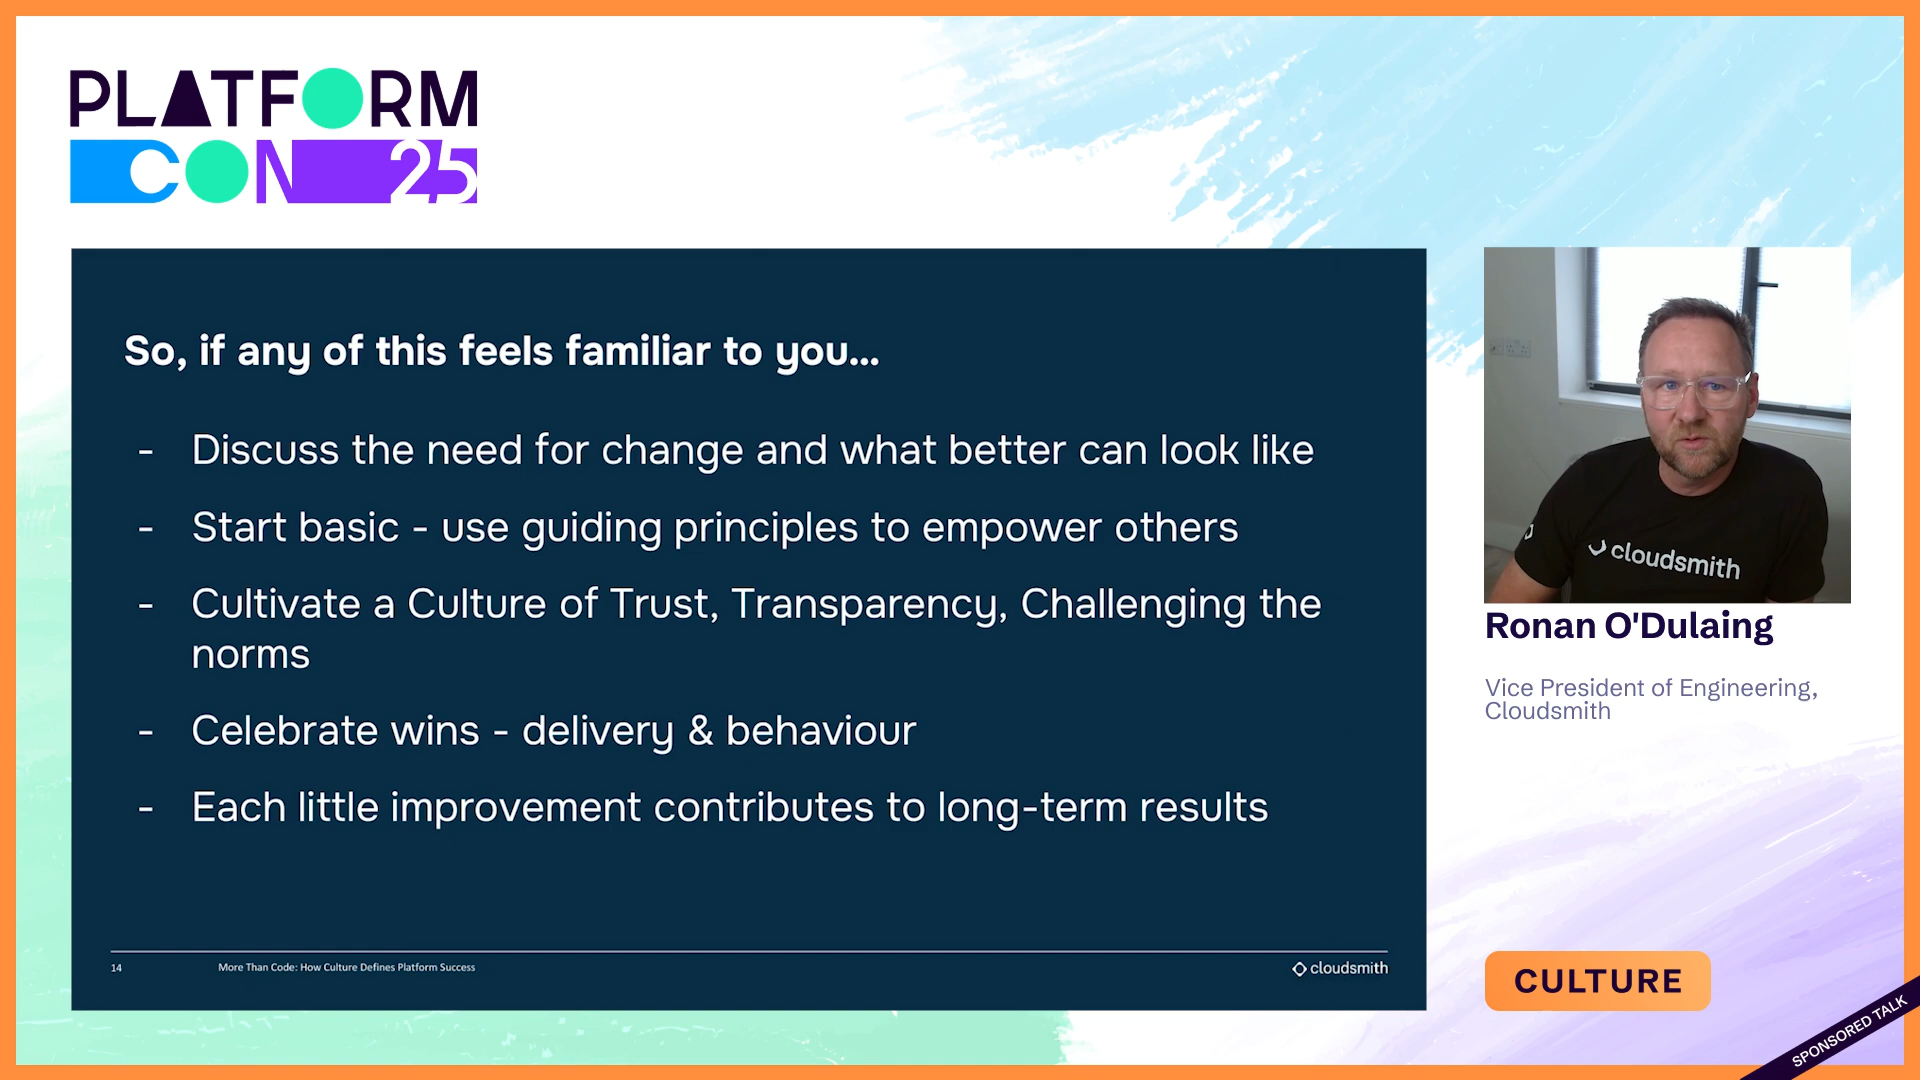 PLATFORM
CON 25
So, if any of this feels familiar to you...
- Discuss the need for change and what better can look like
- Start basic - use guiding principles to empower others
- Cultivate a Culture of Trust, Transparency, Challenging the
norms
- Celebrate wins - delivery & behaviour
- Each little improvement contributes to long-term results
14
More Than Code: How Culture Defines Platform Success
cloudsmith
cloudsmith
Ronan O'Dulaing
Vice President of Engineering,
Cloudsmith
CULTURE
SPONSORED TALK